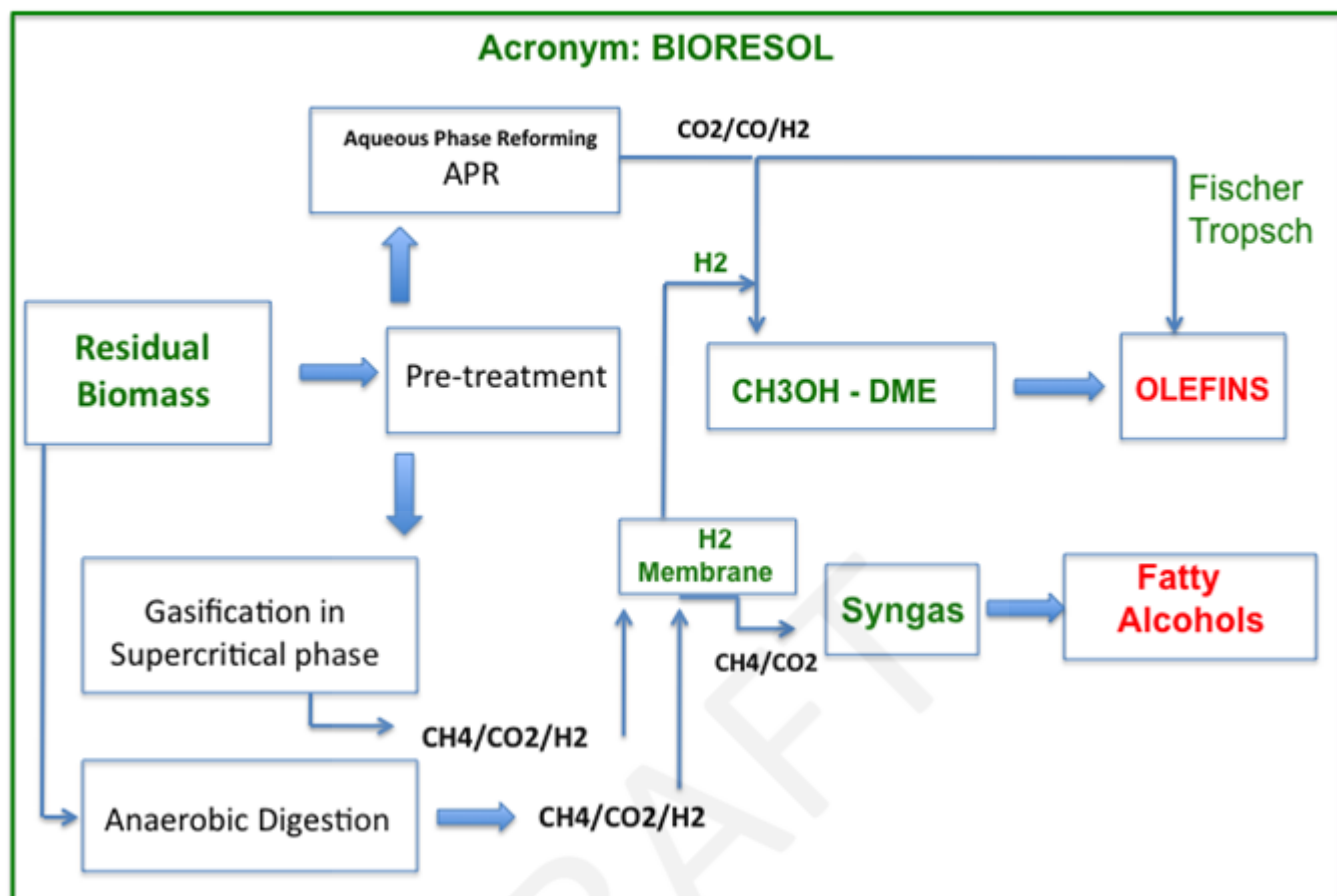 Acronym: BIORESOL
Aqueous Phase Reforming
APR
CO2/CO/H2
Fischer
Tropsch
H2
Residual
Biomass
Pre-treatment
CH3OH - DME
OLEFINS
H2
Membrane
Gasification in
Supercritical phase
Syngas
Fatty
Alcohols
CH4/CO2
CH4/CO2/H2
Anaerobic Digestion
CH4/CO2/H2
DRAFT